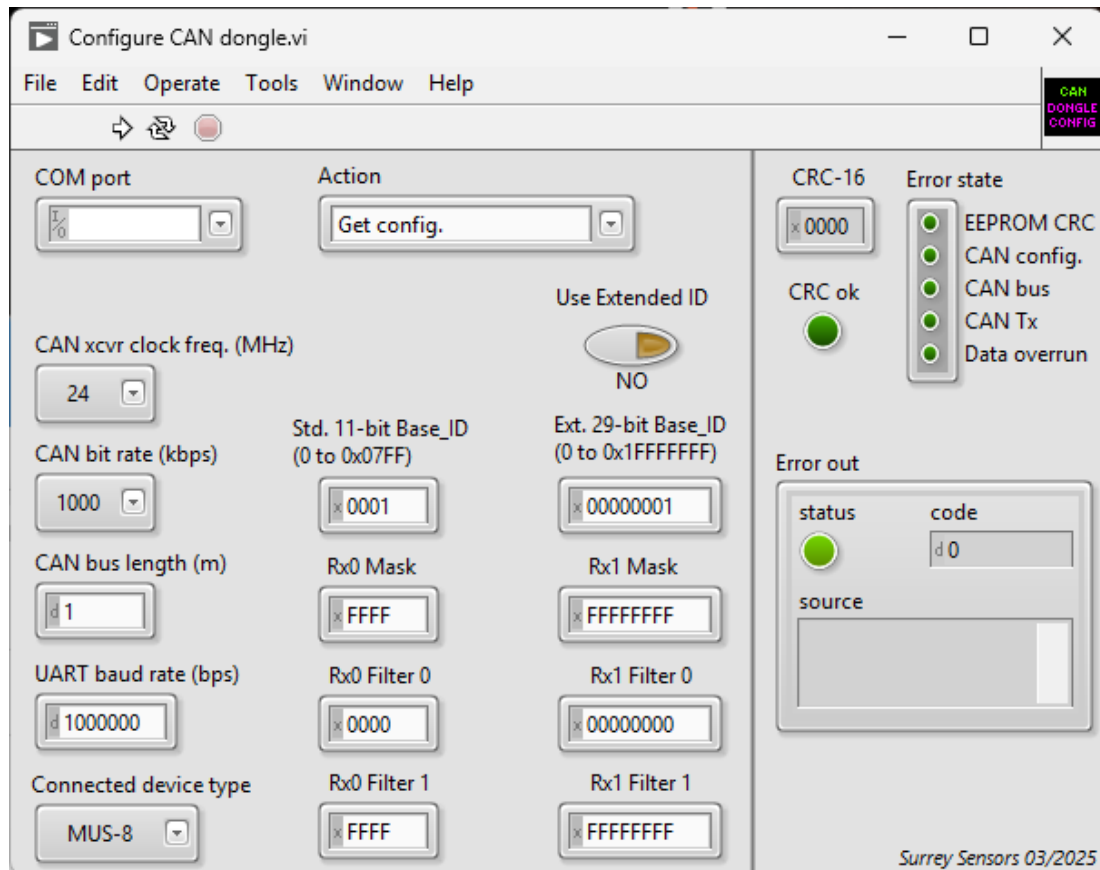 Configure CAN dongle.vi
File Edit Operate Tools Window Help
CAN
DONGLE
CONFIG
COM port
I/O
Action
Get config.
Use Extended ID
NO
CAN xcvr clock freq. (MHz)
24
CAN bit rate (kbps)
1000
CAN bus length (m)
d 1
UART baud rate (bps)
d 1000000
Connected device type
MUS-8
Std. 11-bit Base_ID
(0 to 0x07FF)
x 0001
Rx0 Mask
x FFFF
Rx0 Filter 0
x 0000
Rx0 Filter 1
x FFFF
Ext. 29-bit Base_ID
(0 to 0x1FFFFFFF)
x 00000001
Rx1 Mask
x FFFFFFFF
Rx1 Filter 0
x 00000000
Rx1 Filter 1
x FFFFFFFF
CRC-16
x 0000
CRC ok
Error state
EEPROM CRC
CAN config.
CAN bus
CAN Tx
Data overrun
Error out
status
code
d 0
source
Surrey Sensors 03/2025